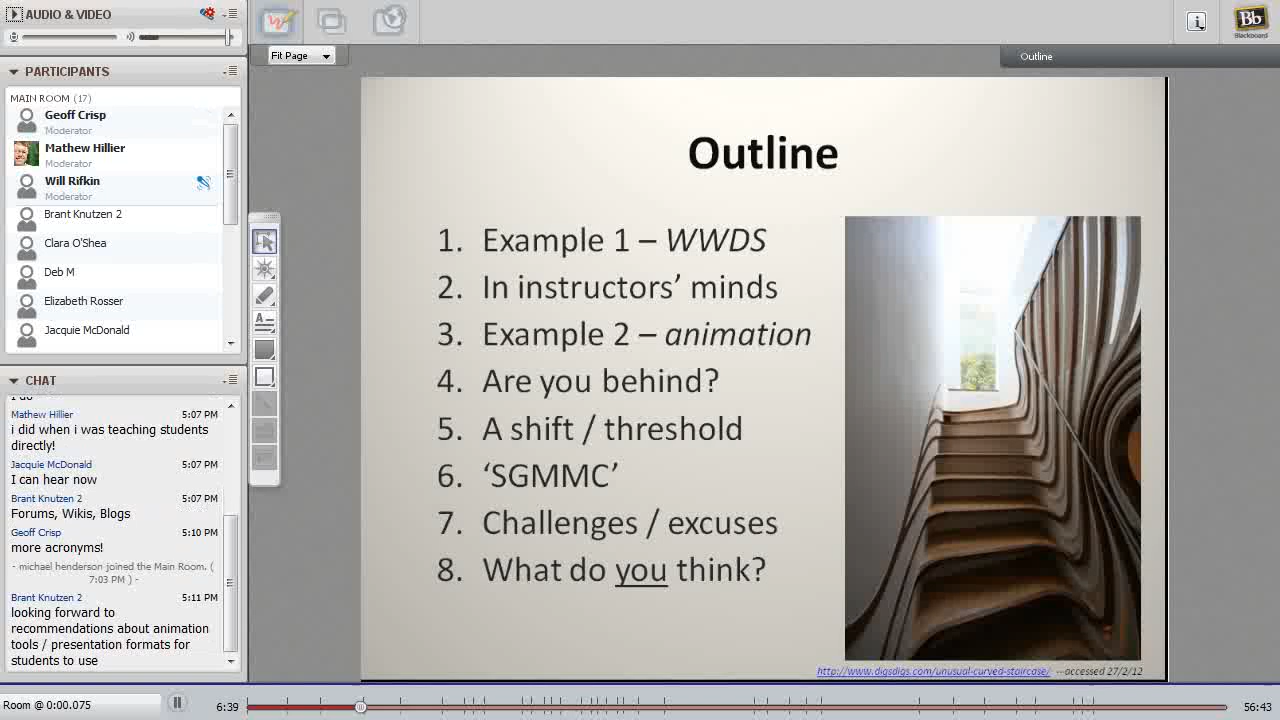 AUDIO & VIDEO
PARTICIPANTS
MAIN ROOM (17)
Geoff Crisp
Moderator
Mathew Hillier
Moderator
Will Rifkin
Moderator
Brant Knutzen 2
Clara O'Shea
Deb M
Elizabeth Rosser
Jacquie McDonald
CHAT
Mathew Hillier 5:07 PM
i did when i was teaching students
directly!
Jacquie McDonald 5:07 PM
I can hear now
Brant Knutzen 2 5:07 PM
Forums, Wikis, Blogs
Geoff Crisp 5:10 PM
more acronyms!
- michael henderson joined the Main Room. (
7:03 PM ) -
Brant Knutzen 2 5:11 PM
looking forward to
recommendations about animation
tools / presentation formats for
students to use
Room @ 0:00.073
6:39
56:43
Fit Page
Outline
Bb
Blackboard
Outline
1. Example 1 – WWDS
2. In instructors’ minds
3. Example 2 – animation
4. Are you behind?
5. A shift / threshold
6. ‘SGMMC’
7. Challenges / excuses
8. What do you think?
http://www.digsdigs.com/unusual-curved-staircase/ --accessed 27/2/12